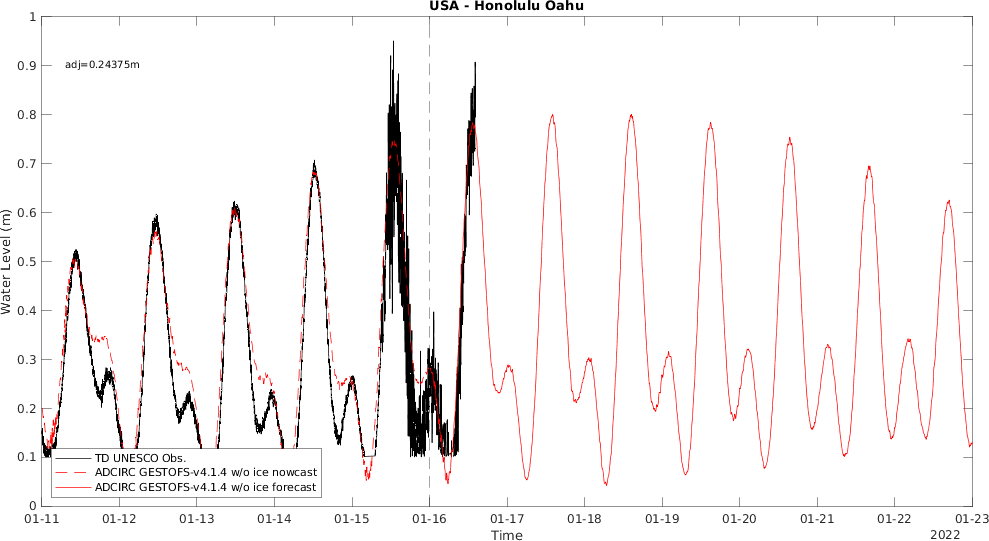 USA - Honolulu Oahu
adj=0.24375m
Water Level (m)
1
0.9
0.8
0.7
0.6
0.5
0.4
0.3
0.2
0.1
0
TD UNESCO Obs.
ADCIRC GESTOFS-v4.1.4 w/o ice nowcast
ADCIRC GESTOFS-v4.1.4 w/o ice forecast
01-11 01-12 01-13 01-14 01-15 01-16 01-17 01-18 01-19 01-20 01-21 01-22 01-23
Time
2022